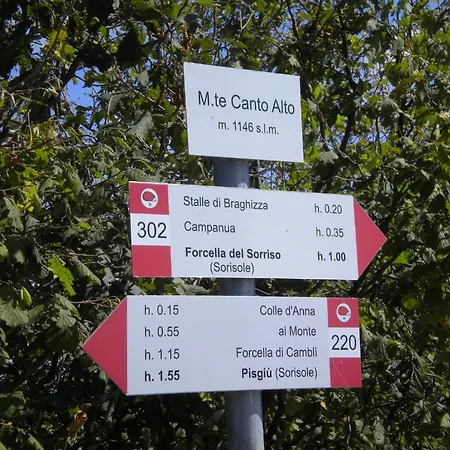 M.te Canto Alto
m. 1146 s.l.m.
302
Stalle di Braghizza h. 0.20
Campanua h. 0.35
Forcella del Sorriso h. 1.00
(Sorisole)
h. 0.15 Colle d'Anna
h. 0.55 al Monte
h. 1.15 Forcella di Camblì
h. 1.55 Pisgiù (Sorisole)
220